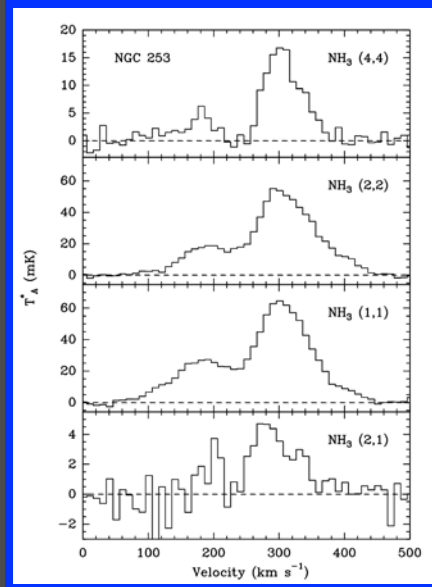 20
15
10
5
0
NGC 253
NH₃ (4,4)
60
40
20
0
NH₃ (2,2)
60
40
20
0
NH₃ (1,1)
4
2
0
−2
NH₃ (2,1)
T*A (mK)
0 100 200 300 400 500
Velocity (km s⁻¹)